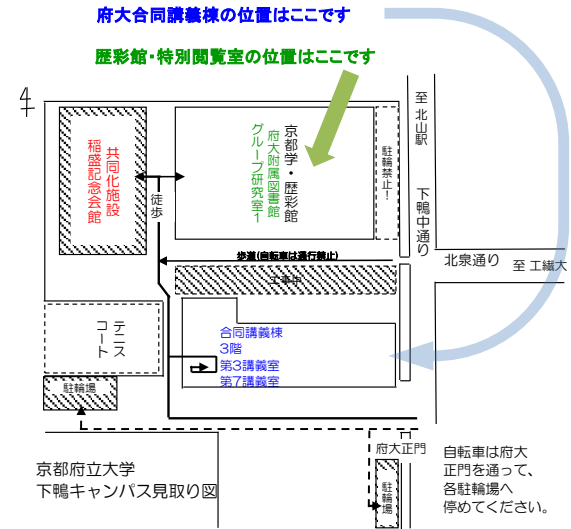 府大合同講義棟の位置はここです
歴彩館・特別閲覧室の位置はここです
至 北山駅
下鴨中通り
共同化施設
稲盛記念会館
京都学・歴彩館
府大附属図書館
グループ研究室1
駐輪禁止!
徒歩
歩道(自転車は通行禁止)
北泉通り
至 工繊大
工事中
テニス
コート
合同講義棟
3階
第3講義室
第7講義室
駐輪場
府大正門
駐輪場
自転車は府大
正門を通って、
各駐輪場へ
停めてください。
京都府立大学
下鴨キャンパス見取り図